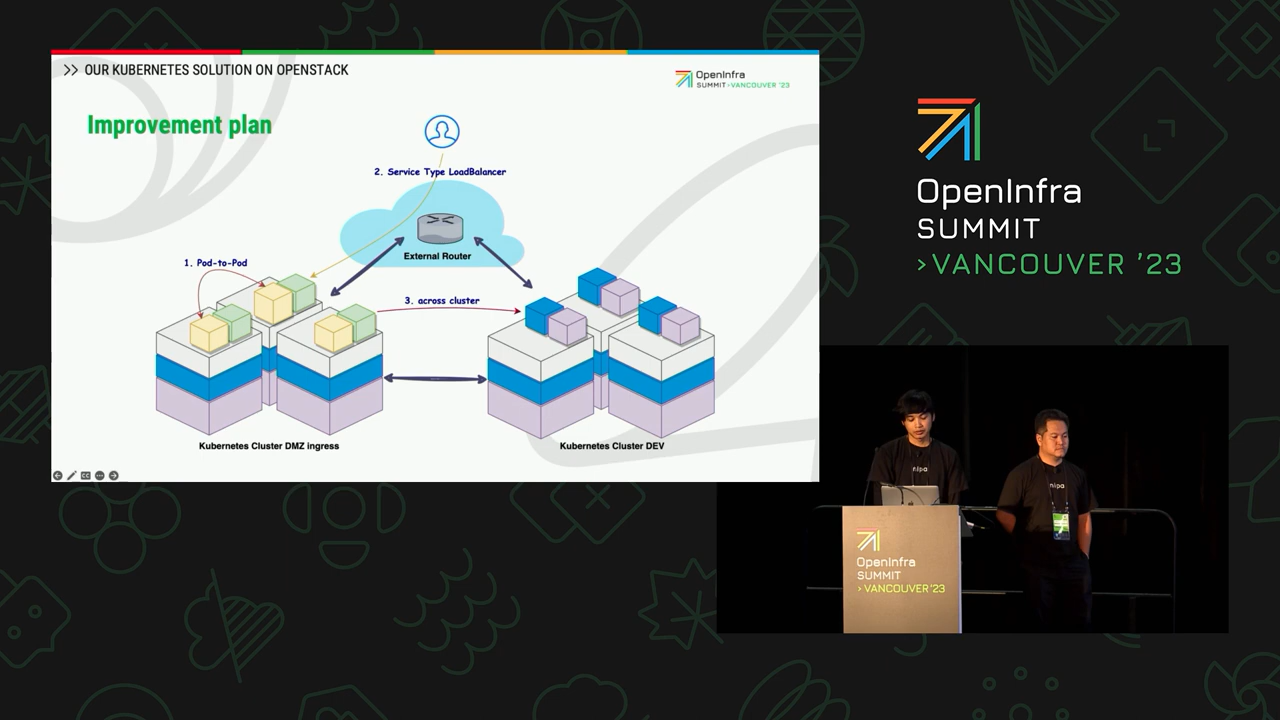 >> OUR KUBERNETES SOLUTION ON OPENSTACK
OpenInfra
SUMMIT >VANCOUVER '23
Improvement plan
2. Service Type LoadBalancer
External Router
1. Pod-to-Pod
3. across cluster
Kubernetes Cluster DMZ ingress
Kubernetes Cluster DEV
OpenInfra
SUMMIT
>VANCOUVER '23
nipa
nipa
OpenInfra
SUMMIT
>VANCOUVER '23